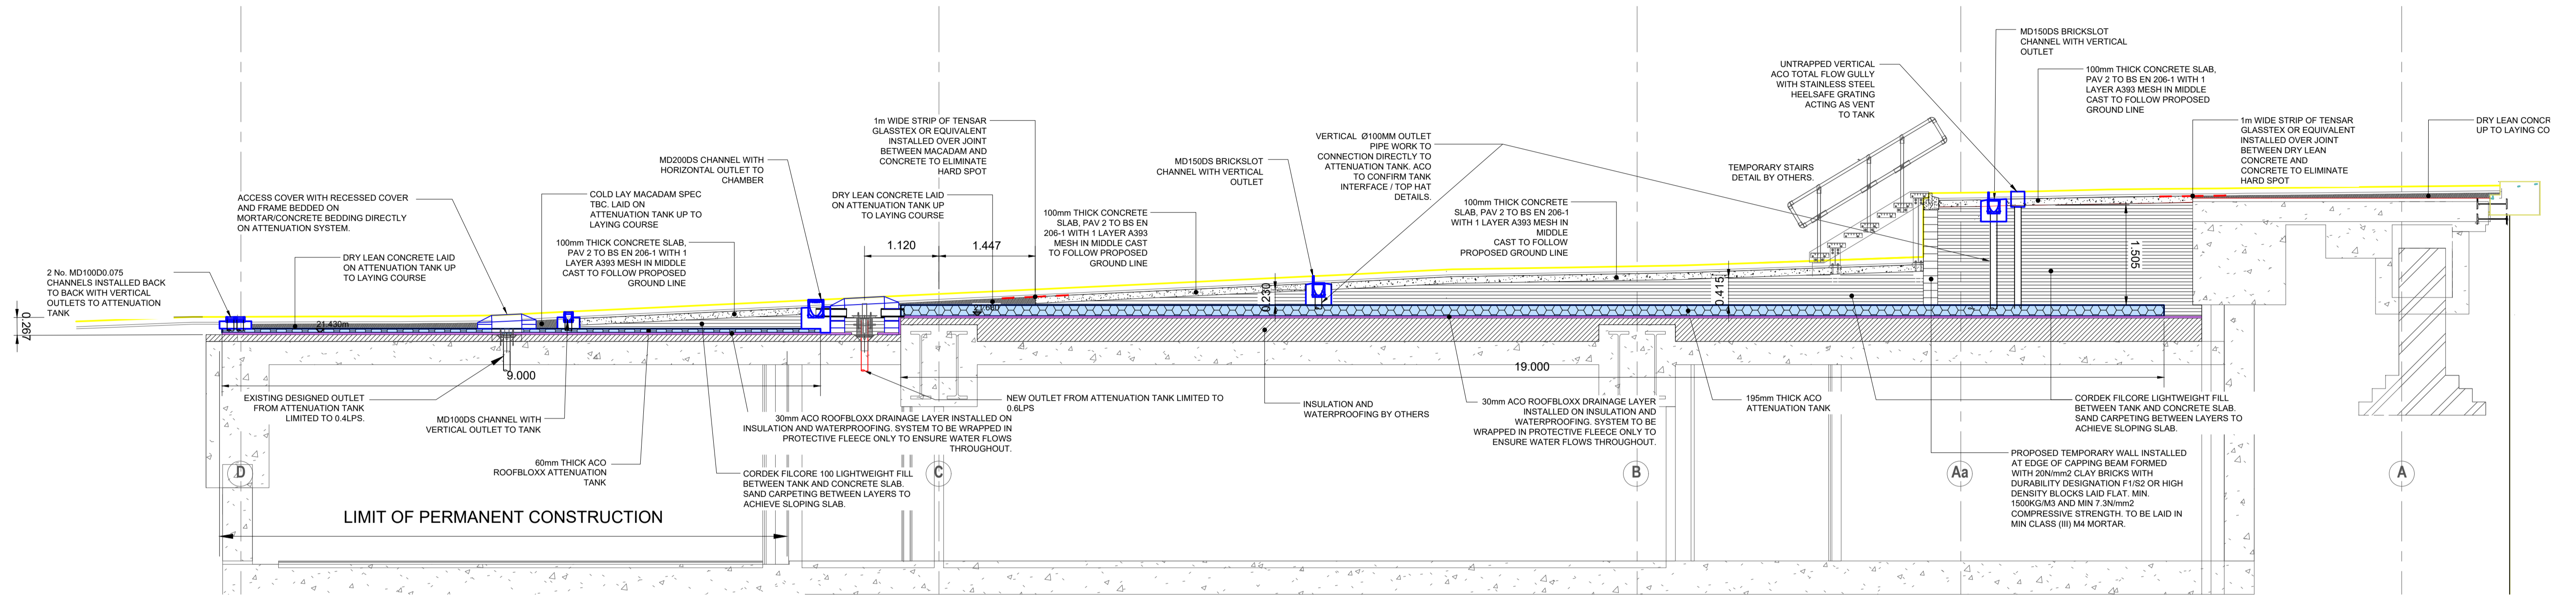 MD150DS BRICKSLOT
CHANNEL WITH VERTICAL
OUTLET
UNTRAPPED VERTICAL
ACO TOTAL FLOW GULLY
WITH STAINLESS STEEL
HEELSAFE GRATING
ACTING AS VENT
TO TANK
100mm THICK CONCRETE SLAB,
PAV 2 TO BS EN 206-1 WITH 1
LAYER A393 MESH IN MIDDLE
CAST TO FOLLOW PROPOSED
GROUND LINE
1m WIDE STRIP OF TENSAR
GLASSTEX OR EQUIVALENT
INSTALLED OVER JOINT
BETWEEN DRY LEAN
CONCRETE AND
CONCRETE TO ELIMINATE
HARD SPOT
DRY LEAN CONCR
UP TO LAYING CO
1m WIDE STRIP OF TENSAR
GLASSTEX OR EQUIVALENT
INSTALLED OVER JOINT
BETWEEN MACADAM AND
CONCRETE TO ELIMINATE
HARD SPOT
VERTICAL Ø100MM OUTLET
PIPE WORK TO
CONNECTION DIRECTLY TO
ATTENUATION TANK. ACO
TO CONFIRM TANK
INTERFACE / TOP HAT
DETAILS.
TEMPORARY STAIRS
DETAIL BY OTHERS.
MD200DS CHANNEL WITH
HORIZONTAL OUTLET TO
CHAMBER
MD150DS BRICKSLOT
CHANNEL WITH VERTICAL
OUTLET
ACCESS COVER WITH RECESSED COVER
AND FRAME BEDDED ON
MORTAR/CONCRETE BEDDING DIRECTLY
ON ATTENUATION SYSTEM.
COLD LAY MACADAM SPEC
TBC. LAID ON
ATTENUATION TANK UP TO
LAYING COURSE
DRY LEAN CONCRETE LAID
ON ATTENUATION TANK UP
TO LAYING COURSE
100mm THICK CONCRETE
SLAB, PAV 2 TO BS EN
206-1 WITH 1 LAYER A393
MESH IN MIDDLE CAST
TO FOLLOW PROPOSED
GROUND LINE
100mm THICK CONCRETE
SLAB, PAV 2 TO BS EN 206-1
WITH 1 LAYER A393 MESH IN
MIDDLE
CAST TO FOLLOW
PROPOSED GROUND LINE
100mm THICK CONCRETE SLAB,
PAV 2 TO BS EN 206-1 WITH 1
LAYER A393 MESH IN MIDDLE
CAST TO FOLLOW PROPOSED
GROUND LINE
DRY LEAN CONCRETE LAID
ON ATTENUATION TANK UP
TO LAYING COURSE
2 No. MD100D0.075
CHANNELS INSTALLED BACK
TO BACK WITH VERTICAL
OUTLETS TO ATTENUATION
TANK
1.120
1.447
1.505
0.230
0.415
0.267
21.430m
9.000
19.000
EXISTING DESIGNED OUTLET
FROM ATTENUATION TANK
LIMITED TO 0.4LPS.
MD100DS CHANNEL WITH
VERTICAL OUTLET TO TANK
60mm THICK ACO
ROOFBLOXX ATTENUATION
TANK
30mm ACO ROOFBLOXX DRAINAGE LAYER INSTALLED ON
INSULATION AND WATERPROOFING. SYSTEM TO BE WRAPPED IN
PROTECTIVE FLEECE ONLY TO ENSURE WATER FLOWS
THROUGHOUT.
NEW OUTLET FROM ATTENUATION TANK LIMITED TO
0.6LPS
CORDEK FILCORE 100 LIGHTWEIGHT FILL
BETWEEN TANK AND CONCRETE SLAB.
SAND CARPETING BETWEEN LAYERS TO
ACHIEVE SLOPING SLAB.
INSULATION AND
WATERPROOFING BY OTHERS
30mm ACO ROOFBLOXX DRAINAGE LAYER
INSTALLED ON INSULATION AND
WATERPROOFING. SYSTEM TO BE
WRAPPED IN PROTECTIVE FLEECE ONLY TO
ENSURE WATER FLOWS THROUGHOUT.
195mm THICK ACO
ATTENUATION TANK
CORDEK FILCORE LIGHTWEIGHT FILL
BETWEEN TANK AND CONCRETE SLAB.
SAND CARPETING BETWEEN LAYERS TO
ACHIEVE SLOPING SLAB.
PROPOSED TEMPORARY WALL INSTALLED
AT EDGE OF CAPPING BEAM FORMED
WITH 20N/mm2 CLAY BRICKS WITH
DURABILITY DESIGNATION F1/S2 OR HIGH
DENSITY BLOCKS LAID FLAT. MIN.
1500KG/M3 AND MIN 7.3N/mm2
COMPRESSIVE STRENGTH. TO BE LAID IN
MIN CLASS (III) M4 MORTAR.
D
C
B
Aa
A
LIMIT OF PERMANENT CONSTRUCTION